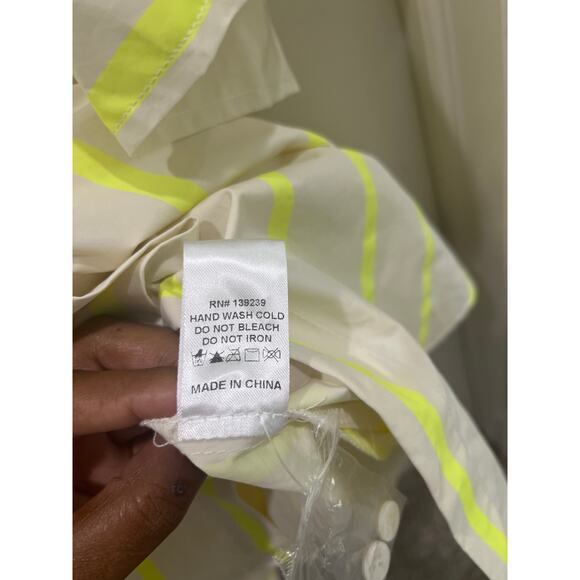 RN# 139239
HAND WASH COLD
DO NOT BLEACH
DO NOT IRON
MADE IN CHINA